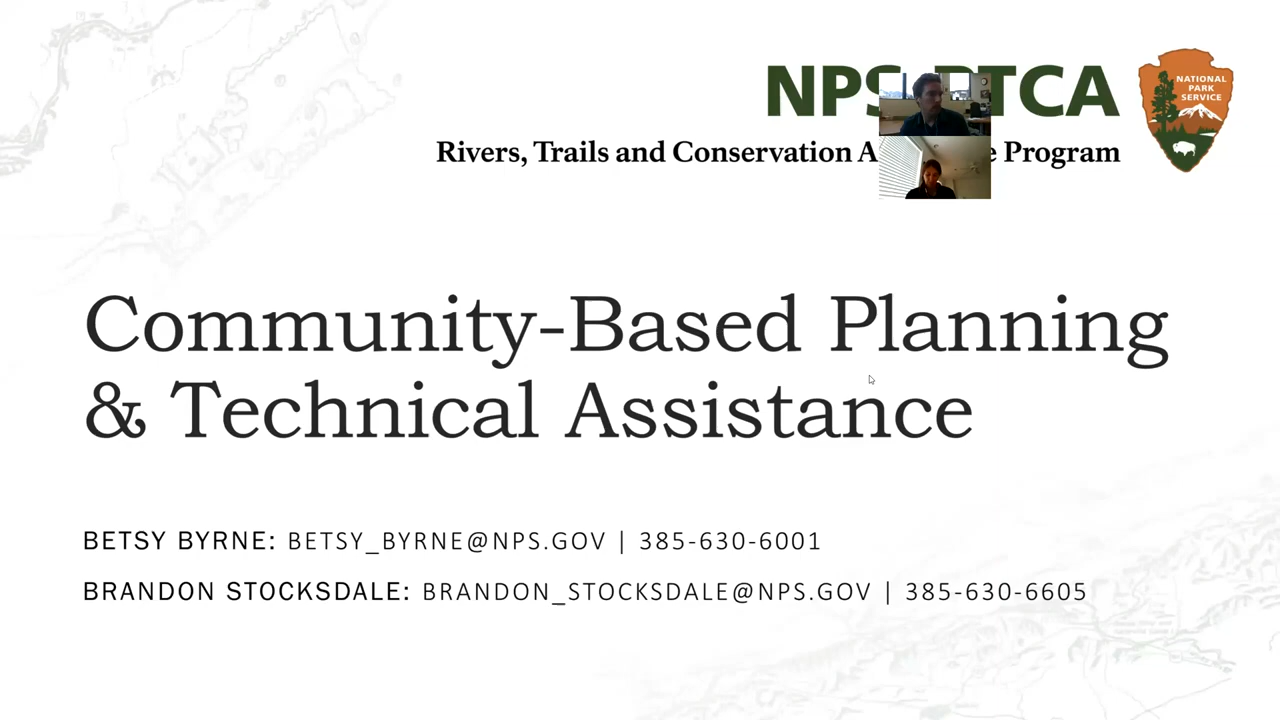 NPS TCA
Rivers, Trails and Conservation Program
NATIONAL
PARK
SERVICE
Community-Based Planning
& Technical Assistance
BETSY BYRNE: BETSY_BYRNE@NPS.GOV | 385-630-6001
BRANDON STOCKSDALE: BRANDON_STOCKSDALE@NPS.GOV | 385-630-6605